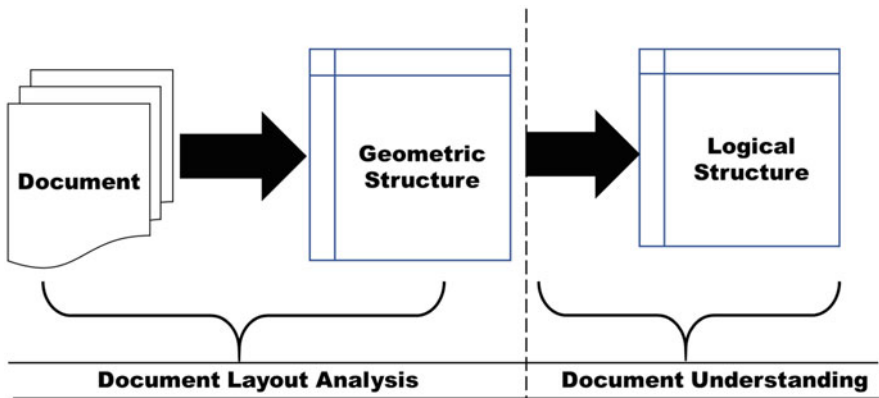 Document
Geometric
Structure
Logical
Structure
Document Layout Analysis
Document Understanding